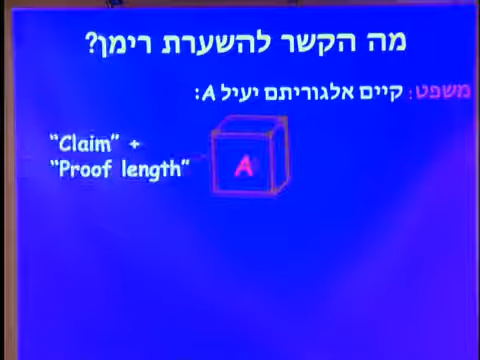 מה הקשר להשערת רימן?
משפט: קיים אלגוריתם יעיל A:
"Claim" +
"Proof length"
A